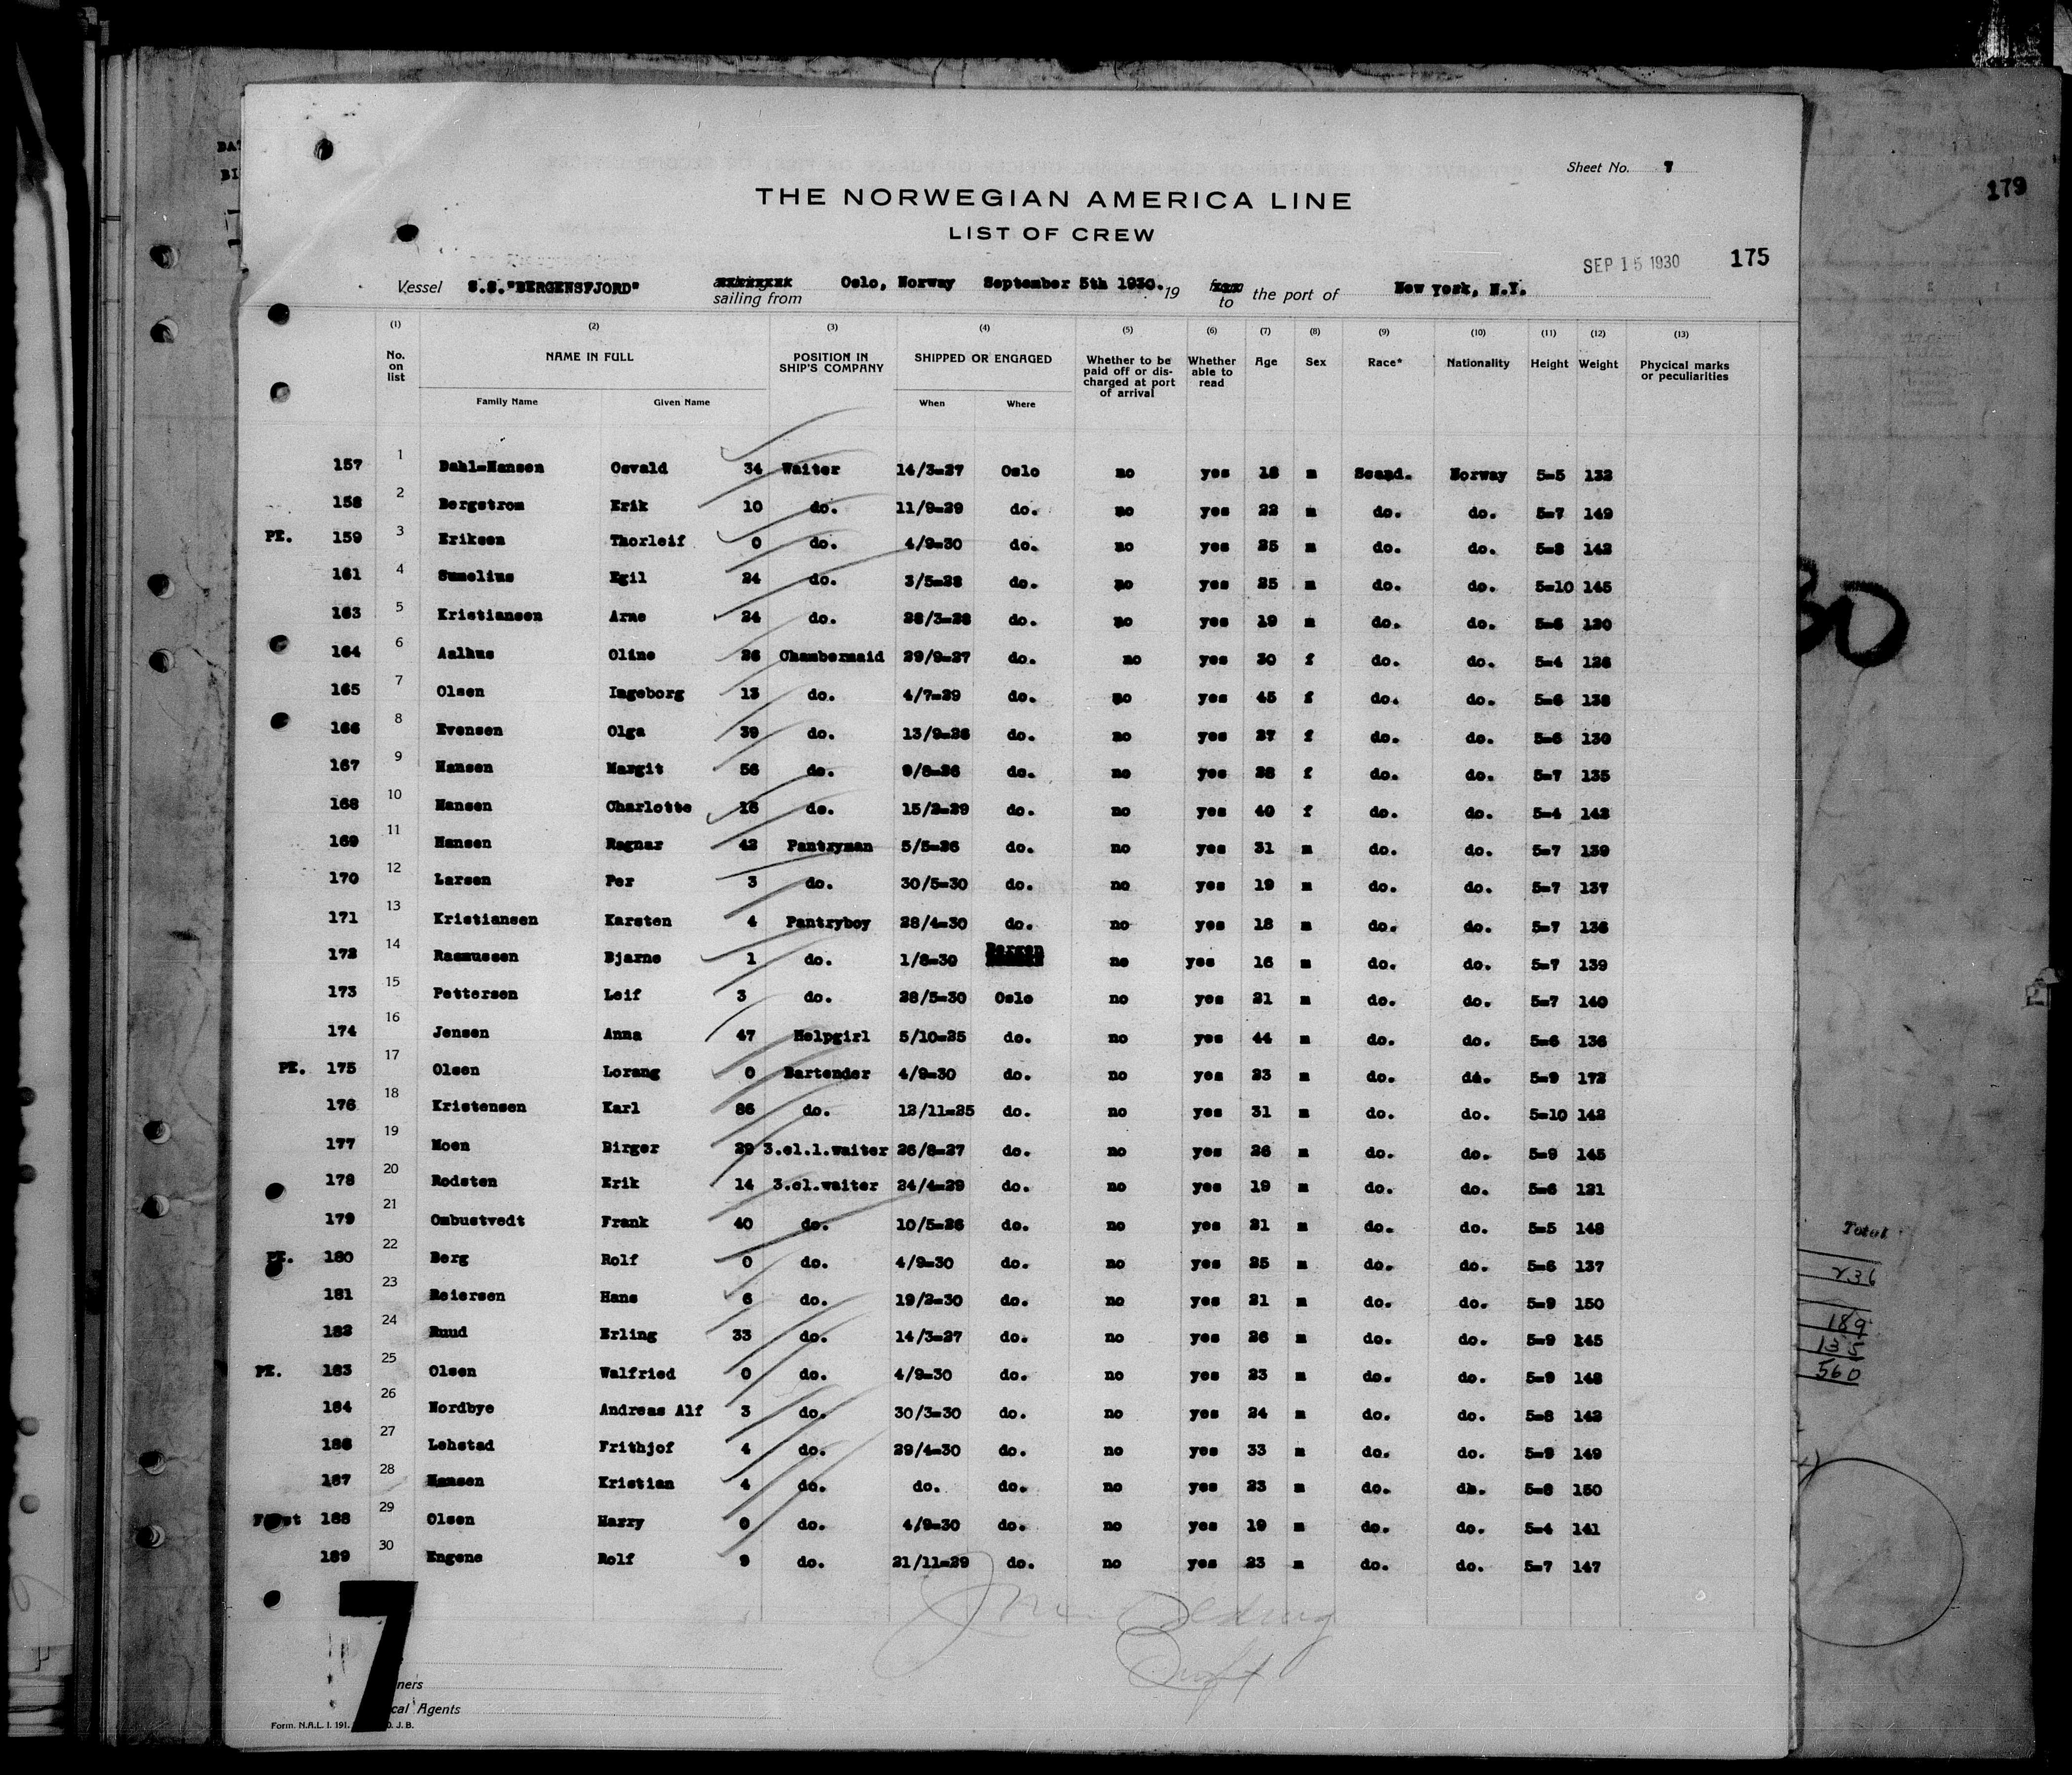 Sheet No. 7
THE NORWEGIAN AMERICA LINE
LIST OF CREW
SEP 15 1930 175
179
Vessel S.S."BERGENSFJORD" sailing from Oslo, Norway September 5th 1930. 19 to the port of New York, N.Y.
(1) (2) (3) (4) (5) (6) (7) (8) (9) (10) (11) (12) (13)
No. on list NAME IN FULL POSITION IN SHIP'S COMPANY SHIPPED OR ENGAGED Whether to be paid off or discharged at port of arrival Whether able to read Age Sex Race* Nationality Height Weight Phycical marks or peculiarities
Family Name Given Name When Where
157 1 Dahl=Hansen Osvald 34 Waiter 14/3=27 Oslo no yes 18 m Scand. Norway 5=5 132
158 2 Bergstrom Erik 10 do. 11/9=29 do. no yes 22 m do. do. 5=7 149
PE. 159 3 Eriksen Thorleif 0 do. 4/9=30 do. no yes 25 m do. do. 5=8 142
161 4 Sumelius Egil 24 do. 3/5=28 do. no yes 25 m do. do. 5=10 145
163 5 Kristiansen Arne 24 do. 28/3=28 do. no yes 19 m do. do. 5=6 120
164 6 Aalhus Oline 26 Chambermaid 29/9=27 do. no yes 30 f do. do. 5=4 126
165 7 Olsen Ingeborg 13 do. 4/7=29 do. no yes 45 f do. do. 5=6 138
166 8 Evensen Olga 39 do. 13/9=26 do. no yes 27 f do. do. 5=6 130
167 9 Hansen Margit 56 do. 9/8=26 do. no yes 28 f do. do. 5=7 135
168 10 Hansen Charlotte 16 do. 15/2=29 do. no yes 40 f do. do. 5=4 142
169 11 Hansen Ragnar 42 Pantryman 5/5=26 do. no yes 31 m do. do. 5=7 139
170 12 Larsen Per 3 do. 30/5=30 do. no yes 19 m do. do. 5=7 137
171 13 Kristiansen Karsten 4 Pantryboy 28/4=30 do. no yes 18 m do. do. 5=7 136
172 14 Rasmussen Bjarne 1 do. 1/8=30 Bergen no yes 16 m do. do. 5=7 139
173 15 Pettersen Leif 3 do. 28/5=30 Oslo no yes 21 m do. do. 5=7 140
174 16 Jensen Anna 47 Helpgirl 5/10=25 do. no yes 44 m do. do. 5=6 136
PE. 175 17 Olsen Lorang 0 Bartender 4/9=30 do. no yes 23 m do. do. 5=9 172
176 18 Kristensen Karl 86 do. 12/11=25 do. no yes 31 m do. do. 5=10 142
177 19 Moen Birger 29 3.cl.l.waiter 26/8=27 do. no yes 26 m do. do. 5=9 145
178 20 Rodsten Erik 14 3.cl.waiter 24/4=29 do. no yes 19 m do. do. 5=6 121
179 21 Ombustvedt Frank 40 do. 10/5=26 do. no yes 21 m do. do. 5=5 148
PE. 180 22 Berg Rolf 0 do. 4/9=30 do. no yes 25 m do. do. 5=6 137
181 23 Reiersen Hans 6 do. 19/2=30 do. no yes 21 m do. do. 5=9 150
182 24 Ruud Erling 33 do. 14/3=27 do. no yes 26 m do. do. 5=9 145
PE. 183 25 Olsen Walfried 0 do. 4/9=30 do. no yes 23 m do. do. 5=9 148
184 26 Nordbye Andreas Alf 3 do. 30/3=30 do. no yes 24 m do. do. 5=8 142
186 27 Lehstad Frithjof 4 do. 29/4=30 do. no yes 33 m do. do. 5=9 149
187 28 Hansen Kristian 4 do. do. do. no yes 23 m do. do. 5=8 150
188 29 Olsen Harry 0 do. 4/9=30 do. no yes 19 m do. do. 5=4 141
189 30 Engene Rolf 9 do. 21/11=29 do. no yes 23 m do. do. 5=7 147
Total
236
189
135
560
7
ners
cal Agents
Form. N.A.L. I. 191. J. B.